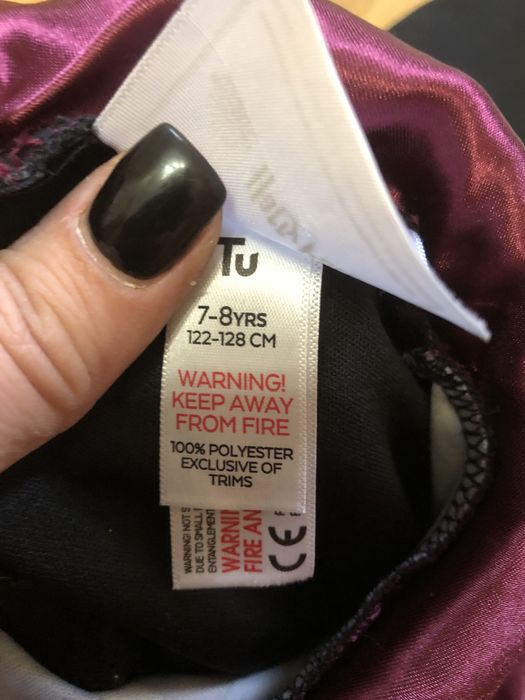 Tu
7-8YRS
122-128 CM
WARNING!
KEEP AWAY
FROM FIRE
100% POLYESTER
EXCLUSIVE OF
TRIMS
WARNING! NOT S
DUE TO SMALL
ENTANGLEMENT
WARNIN
FIRE AN
CE